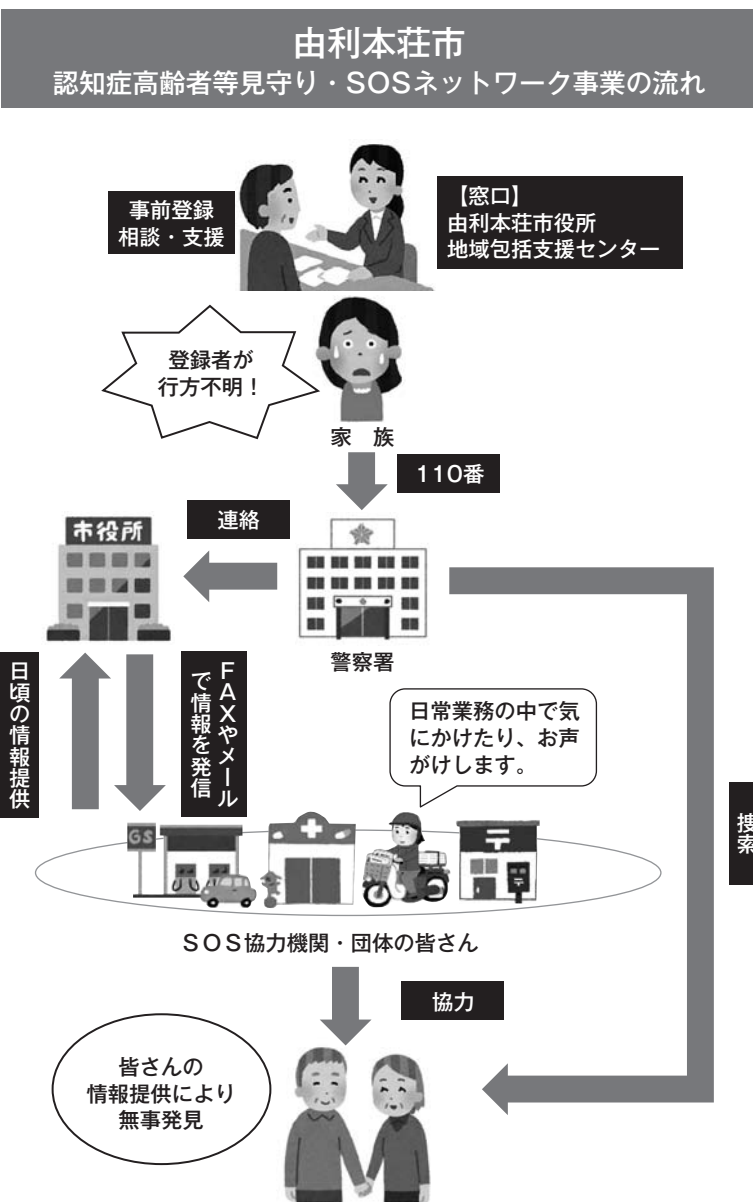 由利本荘市
認知症高齢者等見守り・SOSネットワーク事業の流れ
事前登録
相談・支援
【窓口】
由利本荘市役所
地域包括支援センター
登録者が
行方不明！
家　族
110番
連絡
市役所
警察署
日頃の情報提供
FAXやメール
で情報を発信
日常業務の中で気
にかけたり、お声
がけします。
捜索
GS
SOS協力機関・団体の皆さん
協力
皆さんの
情報提供により
無事発見